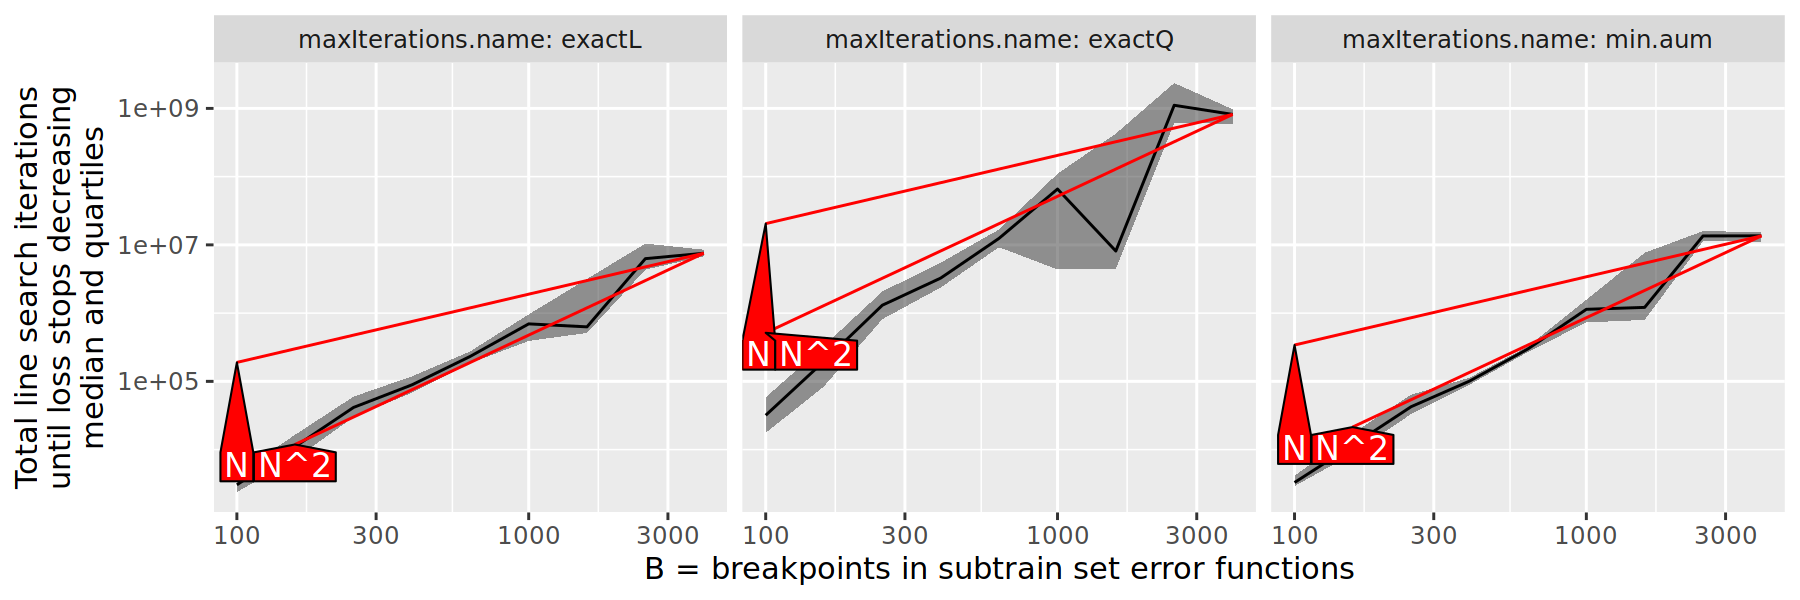 maxIterations.name: exactL
maxIterations.name: exactQ
maxIterations.name: min.aum
Total line search iterations
until loss stops decreasing
median and quartiles
1e+09
1e+07
1e+05
N
N^2
N
N^2
N
N^2
100
300
1000
3000
100
300
1000
3000
100
300
1000
3000
B = breakpoints in subtrain set error functions